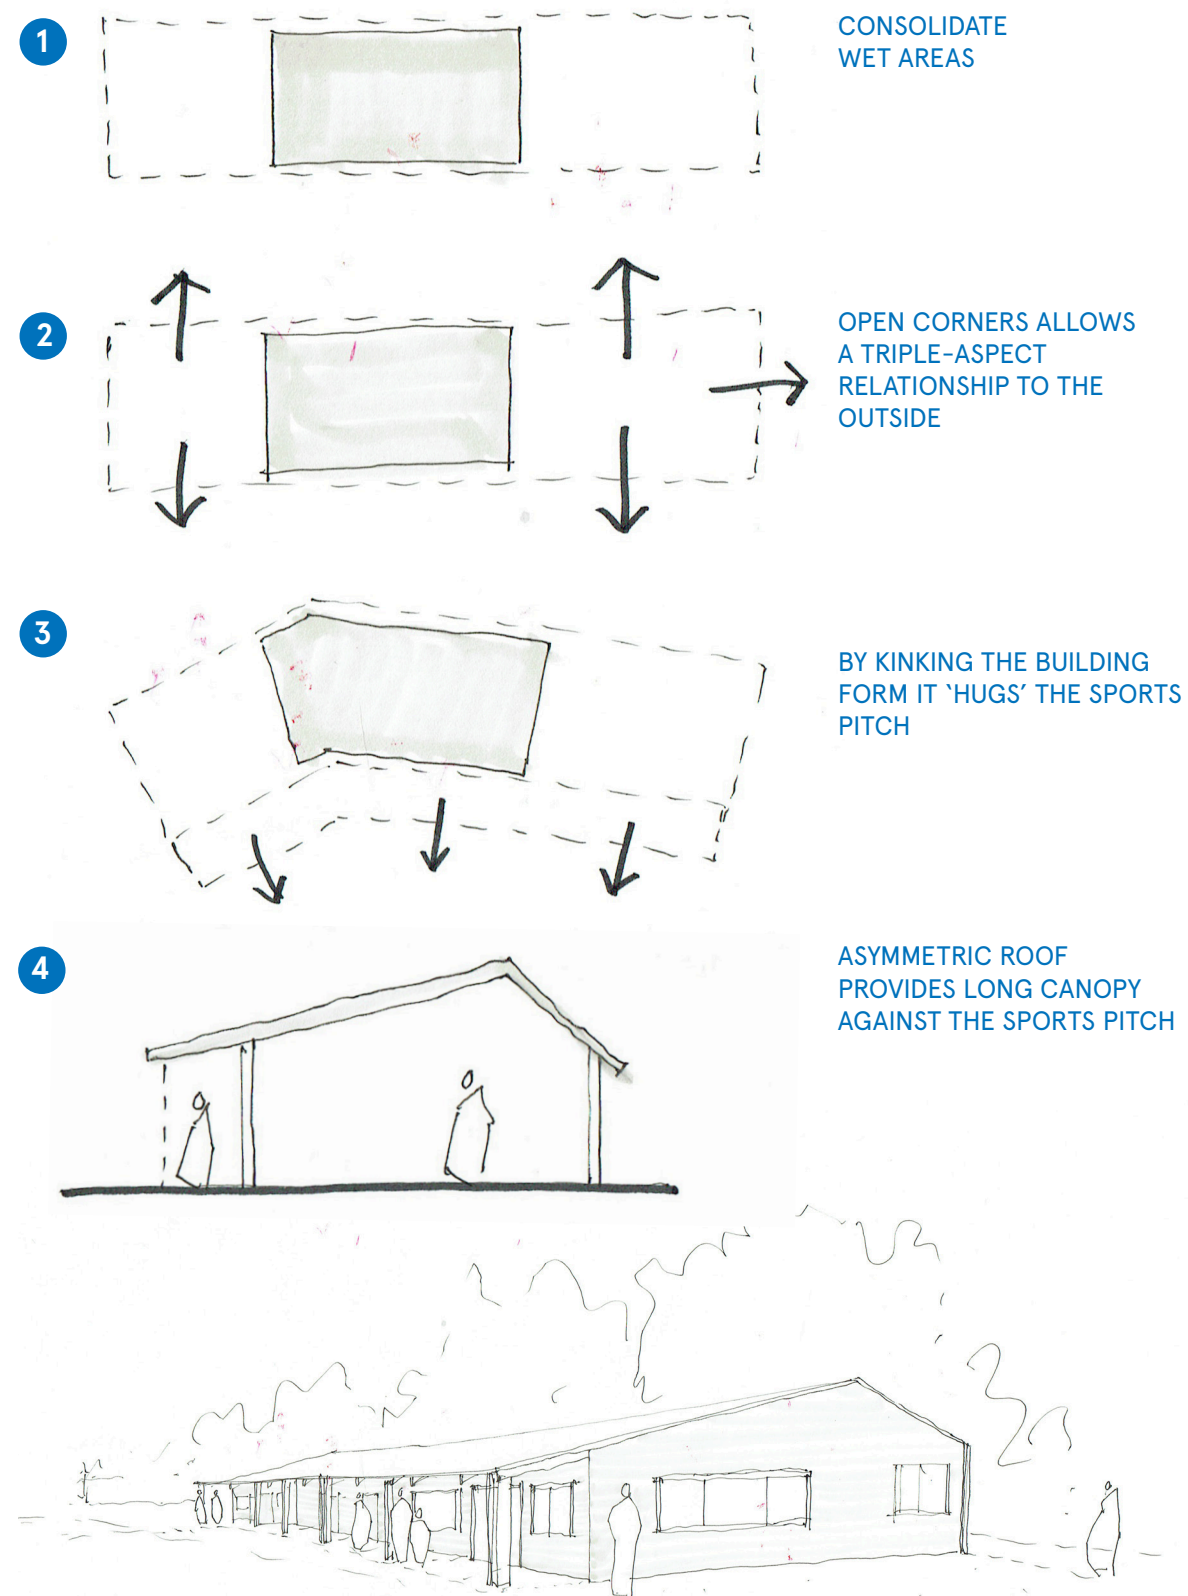 1
CONSOLIDATE
WET AREAS
2
OPEN CORNERS ALLOWS
A TRIPLE-ASPECT
RELATIONSHIP TO THE
OUTSIDE
3
BY KINKING THE BUILDING
FORM IT ‘HUGS’ THE SPORTS
PITCH
4
ASYMMETRIC ROOF
PROVIDES LONG CANOPY
AGAINST THE SPORTS PITCH